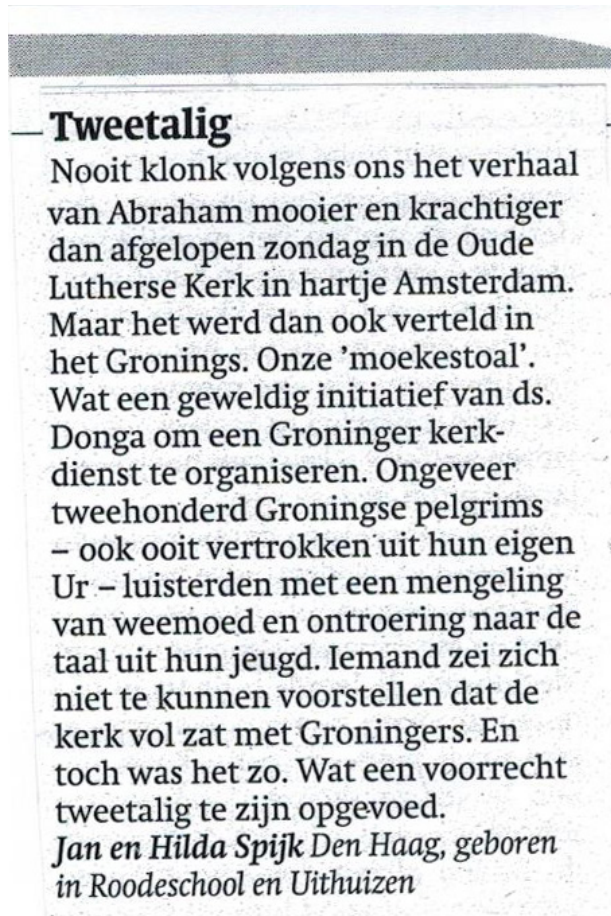 Tweetalig
Nooit klonk volgens ons het verhaal
van Abraham mooier en krachtiger
dan afgelopen zondag in de Oude
Lutherse Kerk in hartje Amsterdam.
Maar het werd dan ook verteld in
het Gronings. Onze ’moekestoal’.
Wat een geweldig initiatief van ds.
Donga om een Groninger kerk-
dienst te organiseren. Ongeveer
tweehonderd Groningse pelgrims
– ook ooit vertrokken uit hun eigen
Ur – luisterden met een mengeling
van weemoed en ontroering naar de
taal uit hun jeugd. Iemand zei zich
niet te kunnen voorstellen dat de
kerk vol zat met Groningers. En
toch was het zo. Wat een voorrecht
tweetalig te zijn opgevoed.
Jan en Hilda Spijk Den Haag, geboren
in Roodeschool en Uithuizen